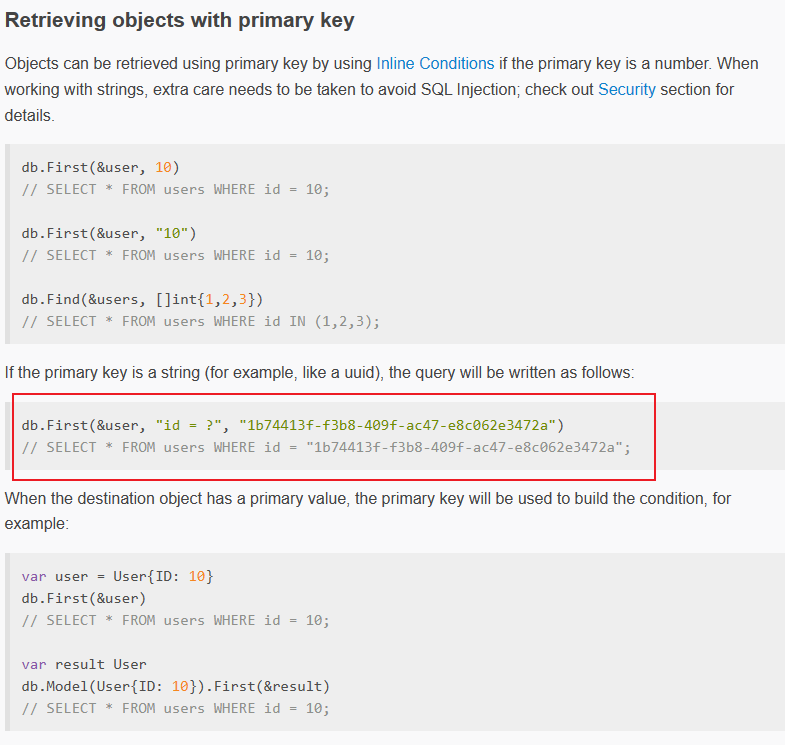 Retrieving objects with primary key
Objects can be retrieved using primary key by using Inline Conditions if the primary key is a number. When
working with strings, extra care needs to be taken to avoid SQL Injection; check out Security section for
details.
db.First(&user, 10)
// SELECT * FROM users WHERE id = 10;
db.First(&user, "10")
// SELECT * FROM users WHERE id = 10;
db.Find(&users, []int{1,2,3})
// SELECT * FROM users WHERE id IN (1,2,3);
If the primary key is a string (for example, like a uuid), the query will be written as follows:
db.First(&user, "id = ?", "1b74413f-f3b8-409f-ac47-e8c062e3472a")
// SELECT * FROM users WHERE id = "1b74413f-f3b8-409f-ac47-e8c062e3472a";
When the destination object has a primary value, the primary key will be used to build the condition, for
example:
var user = User{ID: 10}
db.First(&user)
// SELECT * FROM users WHERE id = 10;
var result User
db.Model(User{ID: 10}).First(&result)
// SELECT * FROM users WHERE id = 10;